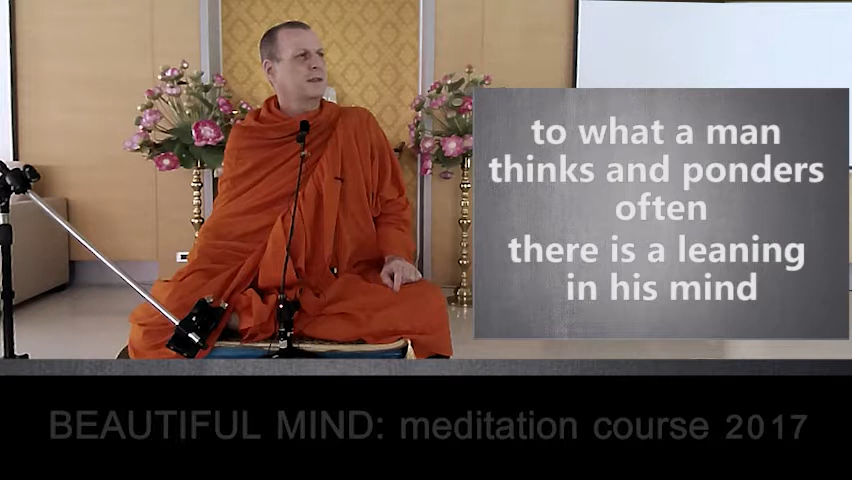 to what a man
thinks and ponders
often
there is a leaning
in his mind
BEAUTIFUL MIND: meditation course 2017